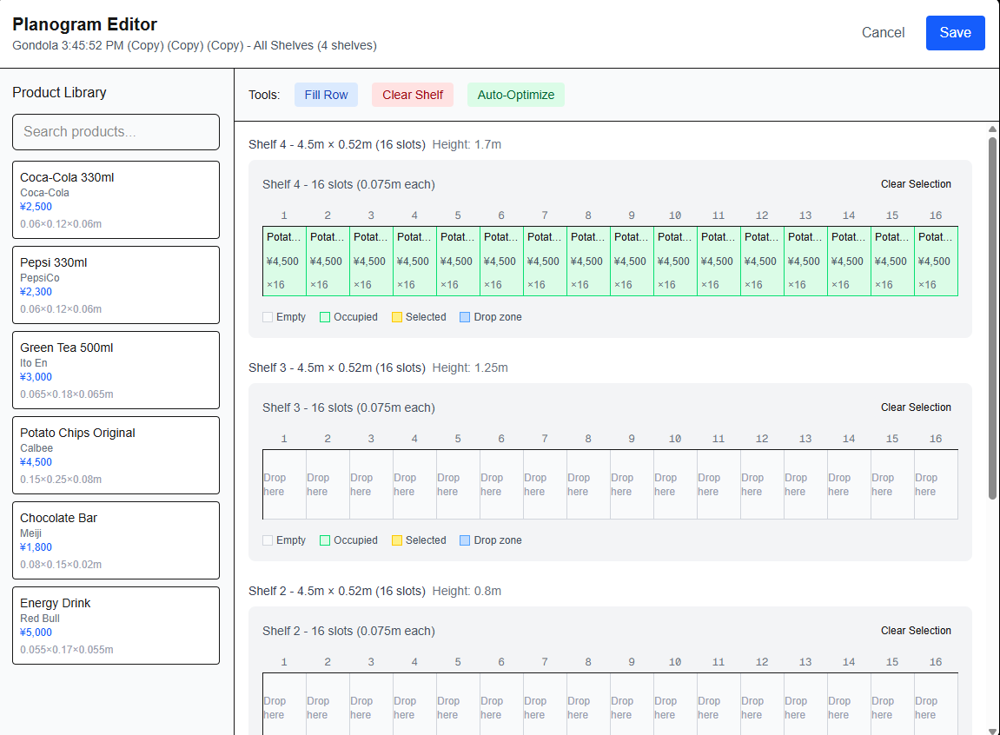 Planogram Editor
Gondola 3:45:52 PM (Copy) (Copy) (Copy) - All Shelves (4 shelves)
Cancel
Save
Product Library
Search products...
Coca-Cola 330ml
Coca-Cola
¥2,500
0.06×0.12×0.06m
Pepsi 330ml
PepsiCo
¥2,300
0.06×0.12×0.06m
Green Tea 500ml
Ito En
¥3,000
0.065×0.18×0.065m
Potato Chips Original
Calbee
¥4,500
0.15×0.25×0.08m
Chocolate Bar
Meiji
¥1,800
0.08×0.15×0.02m
Energy Drink
Red Bull
¥5,000
0.055×0.17×0.055m
Tools: Fill Row Clear Shelf Auto-Optimize
Shelf 4 - 4.5m × 0.52m (16 slots) Height: 1.7m
Shelf 4 - 16 slots (0.075m each) Clear Selection
1 2 3 4 5 6 7 8 9 10 11 12 13 14 15 16
Potat... Potat... Potat... Potat... Potat... Potat... Potat... Potat... Potat... Potat... Potat... Potat... Potat... Potat... Potat... Potat...
¥4,500 ¥4,500 ¥4,500 ¥4,500 ¥4,500 ¥4,500 ¥4,500 ¥4,500 ¥4,500 ¥4,500 ¥4,500 ¥4,500 ¥4,500 ¥4,500 ¥4,500 ¥4,500
×16 ×16 ×16 ×16 ×16 ×16 ×16 ×16 ×16 ×16 ×16 ×16 ×16 ×16 ×16 ×16
Empty Occupied Selected Drop zone
Shelf 3 - 4.5m × 0.52m (16 slots) Height: 1.25m
Shelf 3 - 16 slots (0.075m each) Clear Selection
1 2 3 4 5 6 7 8 9 10 11 12 13 14 15 16
Drop Drop Drop Drop Drop Drop Drop Drop Drop Drop Drop Drop Drop Drop Drop Drop
here here here here here here here here here here here here here here here here
Empty Occupied Selected Drop zone
Shelf 2 - 4.5m × 0.52m (16 slots) Height: 0.8m
Shelf 2 - 16 slots (0.075m each) Clear Selection
1 2 3 4 5 6 7 8 9 10 11 12 13 14 15 16
Drop Drop Drop Drop Drop Drop Drop Drop Drop Drop Drop Drop Drop Drop Drop Drop
here here here here here here here here here here here here here here here here